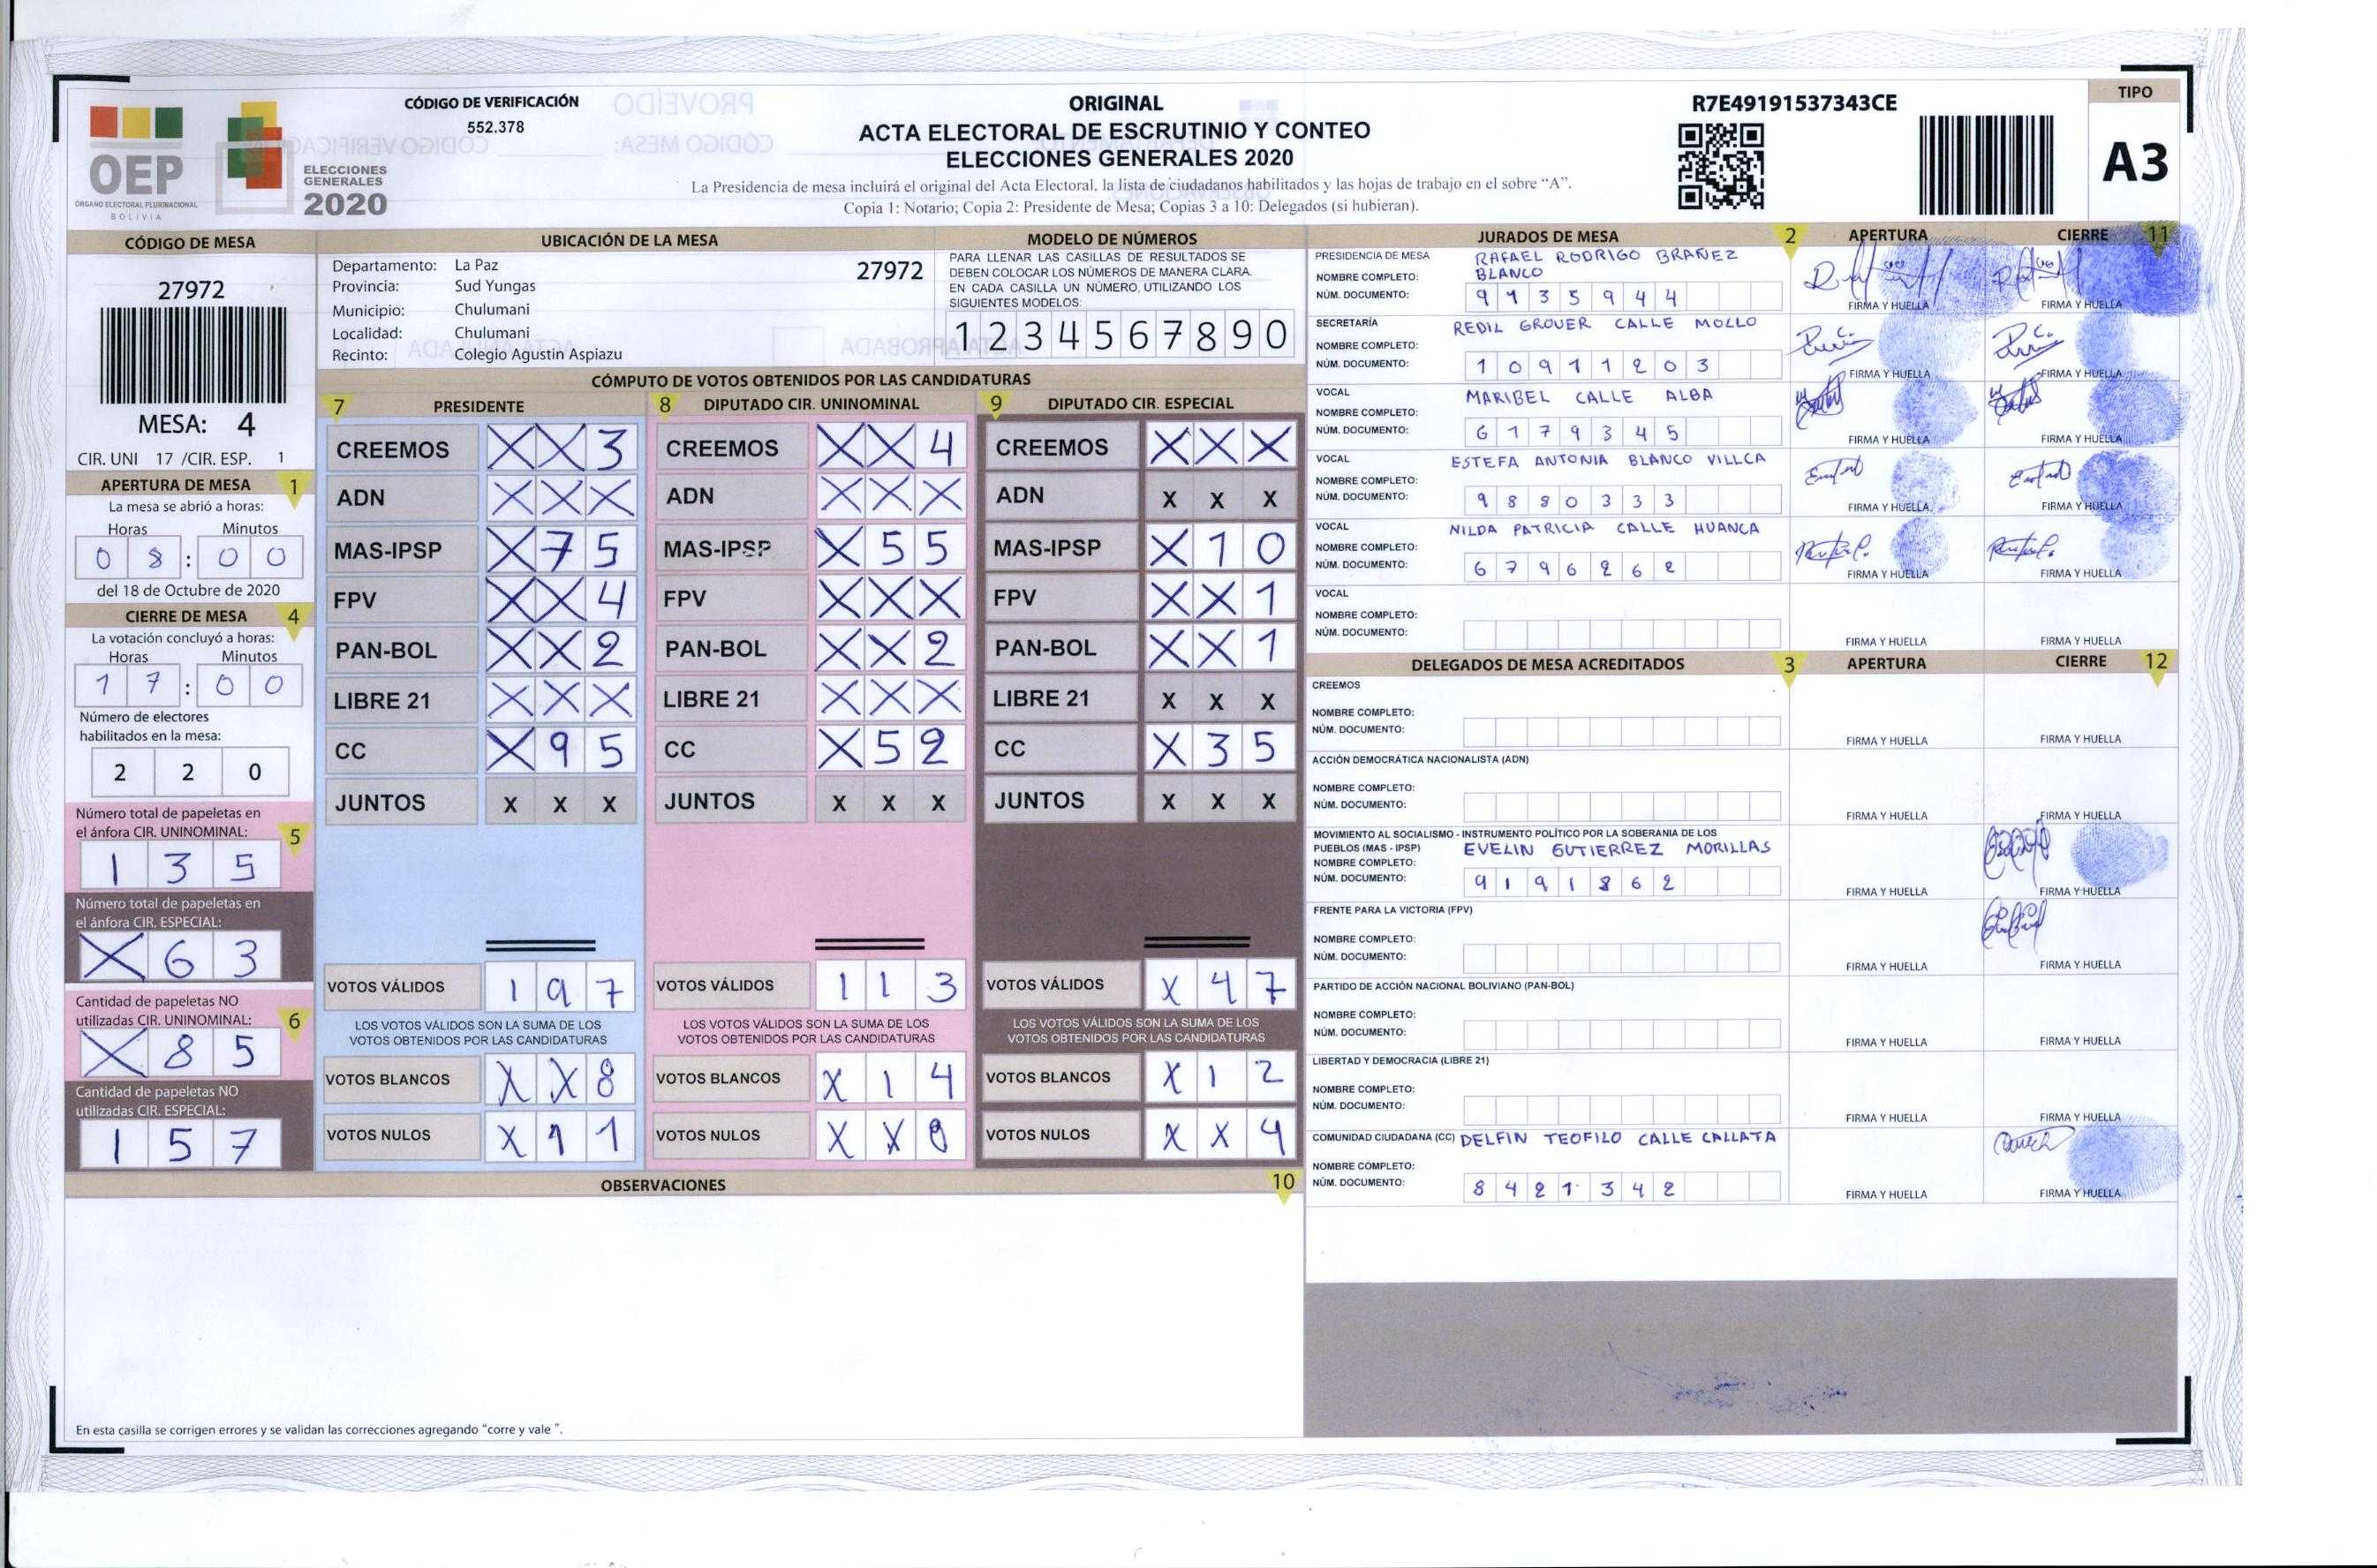 CÓDIGO DE VERIFICACIÓN
552.378
OEP
ÓRGANO ELECTORAL PLURINACIONAL
BOLIVIA
ELECCIONES
GENERALES
2020
ORIGINAL
ACTA ELECTORAL DE ESCRUTINIO Y CONTEO
ELECCIONES GENERALES 2020
La Presidencia de mesa incluirá el original del Acta Electoral, la lista de ciudadanos habilitados y las hojas de trabajo en el sobre “A”.
Copia 1: Notario; Copia 2: Presidente de Mesa; Copias 3 a 10: Delegados (si hubieran).
R7E49191537343CE
TIPO
A3
CÓDIGO DE MESA
27972
MESA: 4
CIR. UNI 17 /CIR. ESP. 1
APERTURA DE MESA 1
La mesa se abrió a horas:
Horas Minutos
0 8 : 0 0
del 18 de Octubre de 2020
CIERRE DE MESA 4
La votación concluyó a horas:
Horas Minutos
1 7 : 0 0
Número de electores
habilitados en la mesa:
2 2 0
Número total de papeletas en
el ánfora CIR. UNINOMINAL: 5
1 3 5
Número total de papeletas en
el ánfora CIR. ESPECIAL:
X 6 3
Cantidad de papeletas NO
utilizadas CIR. UNINOMINAL: 6
X 8 5
Cantidad de papeletas NO
utilizadas CIR. ESPECIAL:
1 5 7
UBICACIÓN DE LA MESA
Departamento: La Paz 27972
Provincia: Sud Yungas
Municipio: Chulumani
Localidad: Chulumani
Recinto: Colegio Agustin Aspiazu
MODELO DE NÚMEROS
PARA LLENAR LAS CASILLAS DE RESULTADOS SE
DEBEN COLOCAR LOS NÚMEROS DE MANERA CLARA.
EN CADA CASILLA UN NÚMERO, UTILIZANDO LOS
SIGUIENTES MODELOS:
1 2 3 4 5 6 7 8 9 0
CÓMPUTO DE VOTOS OBTENIDOS POR LAS CANDIDATURAS
7 PRESIDENTE
CREEMOS X X 3
ADN X X X
MAS-IPSP X 7 5
FPV X X 4
PAN-BOL X X 2
LIBRE 21 X X X
CC X 9 5
JUNTOS X X X
VOTOS VÁLIDOS 1 9 7
LOS VOTOS VÁLIDOS SON LA SUMA DE LOS
VOTOS OBTENIDOS POR LAS CANDIDATURAS
VOTOS BLANCOS X X 8
VOTOS NULOS X 1 1
8 DIPUTADO CIR. UNINOMINAL
CREEMOS X X 4
ADN X X X
MAS-IPSP X 5 5
FPV X X X
PAN-BOL X X 2
LIBRE 21 X X X
CC X 5 2
JUNTOS X X X
VOTOS VÁLIDOS 1 1 3
LOS VOTOS VÁLIDOS SON LA SUMA DE LOS
VOTOS OBTENIDOS POR LAS CANDIDATURAS
VOTOS BLANCOS X 1 4
VOTOS NULOS X X
9 DIPUTADO CIR. ESPECIAL
CREEMOS X X X
ADN X X X
MAS-IPSP X 1 0
FPV X X 1
PAN-BOL X X 1
LIBRE 21 X X X
CC X 3 5
JUNTOS X X X
VOTOS VÁLIDOS X 4 7
LOS VOTOS VÁLIDOS SON LA SUMA DE LOS
VOTOS OBTENIDOS POR LAS CANDIDATURAS
VOTOS BLANCOS X 1 2
VOTOS NULOS X X 4
OBSERVACIONES 10
En esta casilla se corrigen errores y se validan las correcciones agregando “corre y vale ”.
JURADOS DE MESA 2 APERTURA CIERRE 11
PRESIDENCIA DE MESA RAFAEL RODRIGO BRAÑEZ
NOMBRE COMPLETO: BLANCO
NÚM. DOCUMENTO: 9 1 3 5 9 4 4
FIRMA Y HUELLA FIRMA Y HUELLA
SECRETARÍA REDIL GROVER CALLE MOLLO
NOMBRE COMPLETO:
NÚM. DOCUMENTO: 1 0 9 1 1 2 0 3
FIRMA Y HUELLA FIRMA Y HUELLA
VOCAL MARIBEL CALLE ALBA
NOMBRE COMPLETO:
NÚM. DOCUMENTO: 6 1 7 9 3 4 5
FIRMA Y HUELLA FIRMA Y HUELLA
VOCAL ESTEFA ANTONIA BLANCO VILLCA
NOMBRE COMPLETO:
NÚM. DOCUMENTO: 9 8 8 0 3 3 3
FIRMA Y HUELLA FIRMA Y HUELLA
VOCAL NILDA PATRICIA CALLE HUANCA
NOMBRE COMPLETO:
NÚM. DOCUMENTO: 6 7 9 6 2 6 2
FIRMA Y HUELLA FIRMA Y HUELLA
VOCAL
NOMBRE COMPLETO:
NÚM. DOCUMENTO:
FIRMA Y HUELLA FIRMA Y HUELLA
DELEGADOS DE MESA ACREDITADOS 3 APERTURA CIERRE 12
CREEMOS
NOMBRE COMPLETO:
NÚM. DOCUMENTO:
FIRMA Y HUELLA FIRMA Y HUELLA
ACCIÓN DEMOCRÁTICA NACIONALISTA (ADN)
NOMBRE COMPLETO:
NÚM. DOCUMENTO:
FIRMA Y HUELLA FIRMA Y HUELLA
MOVIMIENTO AL SOCIALISMO - INSTRUMENTO POLÍTICO POR LA SOBERANIA DE LOS
PUEBLOS (MAS - IPSP) EVELIN GUTIERREZ MORILLAS
NOMBRE COMPLETO:
NÚM. DOCUMENTO: 9 1 9 1 8 6 2
FIRMA Y HUELLA FIRMA Y HUELLA
FRENTE PARA LA VICTORIA (FPV)
NOMBRE COMPLETO:
NÚM. DOCUMENTO:
FIRMA Y HUELLA FIRMA Y HUELLA
PARTIDO DE ACCIÓN NACIONAL BOLIVIANO (PAN-BOL)
NOMBRE COMPLETO:
NÚM. DOCUMENTO:
FIRMA Y HUELLA FIRMA Y HUELLA
LIBERTAD Y DEMOCRACIA (LIBRE 21)
NOMBRE COMPLETO:
NÚM. DOCUMENTO:
FIRMA Y HUELLA FIRMA Y HUELLA
COMUNIDAD CIUDADANA (CC) DELFIN TEOFILO CALLE CALLATA
NOMBRE COMPLETO:
NÚM. DOCUMENTO: 8 4 2 1 3 4 2
FIRMA Y HUELLA FIRMA Y HUELLA